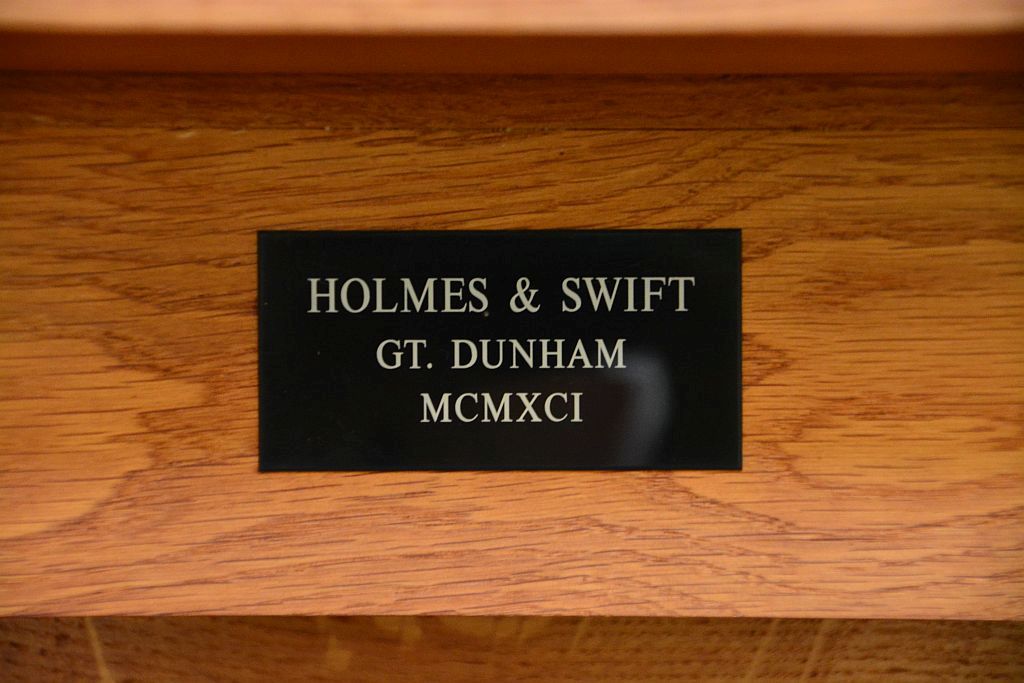 HOLMES & SWIFT
GT. DUNHAM
MCMXCI